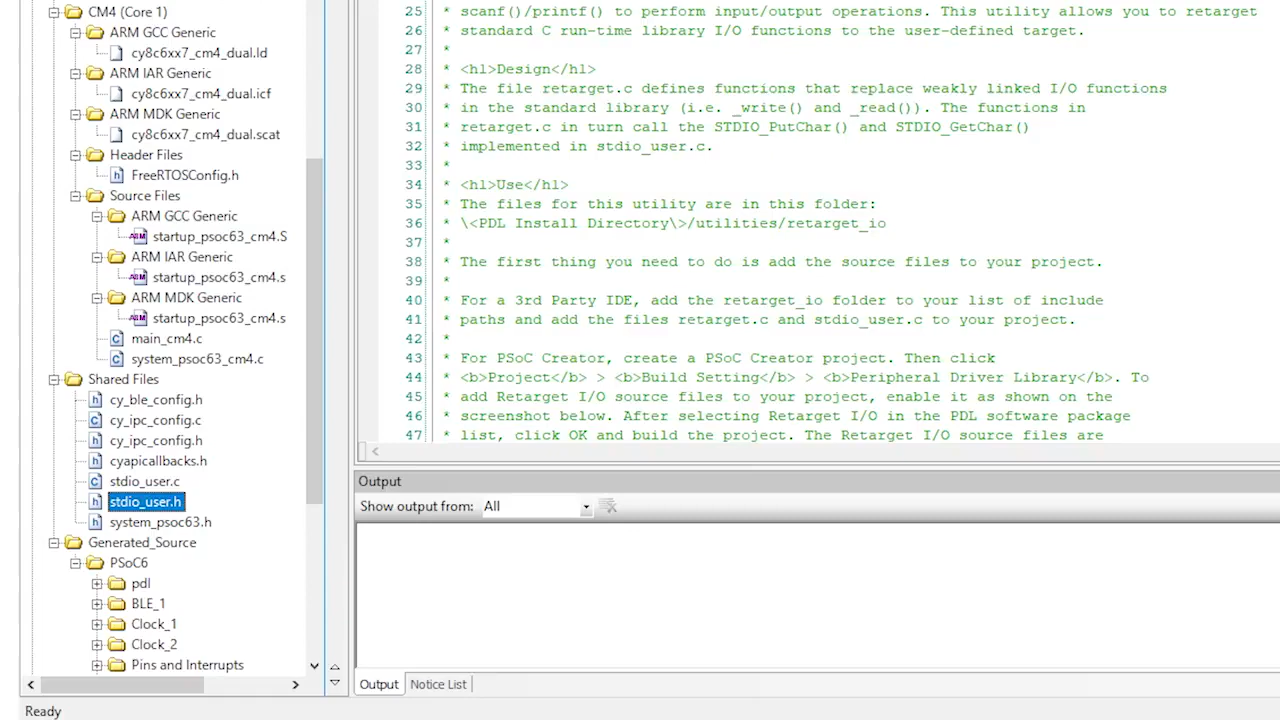 CM4 (Core 1)
ARM GCC Generic
cy8c6xx7_cm4_dual.ld
ARM IAR Generic
cy8c6xx7_cm4_dual.icf
ARM MDK Generic
cy8c6xx7_cm4_dual.scat
Header Files
h FreeRTOSConfig.h
Source Files
ARM GCC Generic
ARM startup_psoc63_cm4.S
ARM IAR Generic
ARM startup_psoc63_cm4.s
ARM MDK Generic
ARM startup_psoc63_cm4.s
C main_cm4.c
C system_psoc63_cm4.c
Shared Files
h cy_ble_config.h
C cy_ipc_config.c
h cy_ipc_config.h
h cyapicallbacks.h
C stdio_user.c
h stdio_user.h
h system_psoc63.h
Generated_Source
PSoC6
pdl
BLE_1
Clock_1
Clock_2
Pins and Interrupts
25 * scanf()/printf() to perform input/output operations. This utility allows you to retarget
26 * standard C run-time library I/O functions to the user-defined target.
27 *
28 * <h1>Design</h1>
29 * The file retarget.c defines functions that replace weakly linked I/O functions
30 * in the standard library (i.e. _write() and _read()). The functions in
31 * retarget.c in turn call the STDIO_PutChar() and STDIO_GetChar()
32 * implemented in stdio_user.c.
33 *
34 * <h1>Use</h1>
35 * The files for this utility are in this folder:
36 * \<PDL Install Directory\>/utilities/retarget_io
37 *
38 * The first thing you need to do is add the source files to your project.
39 *
40 * For a 3rd Party IDE, add the retarget_io folder to your list of include
41 * paths and add the files retarget.c and stdio_user.c to your project.
42 *
43 * For PSoC Creator, create a PSoC Creator project. Then click
44 * <b>Project</b> > <b>Build Setting</b> > <b>Peripheral Driver Library</b>. To
45 * add Retarget I/O source files to your project, enable it as shown on the
46 * screenshot below. After selecting Retarget I/O in the PDL software package
47 * list, click OK and build the project. The Retarget I/O source files are
Output
Show output from: All
Output Notice List
Ready